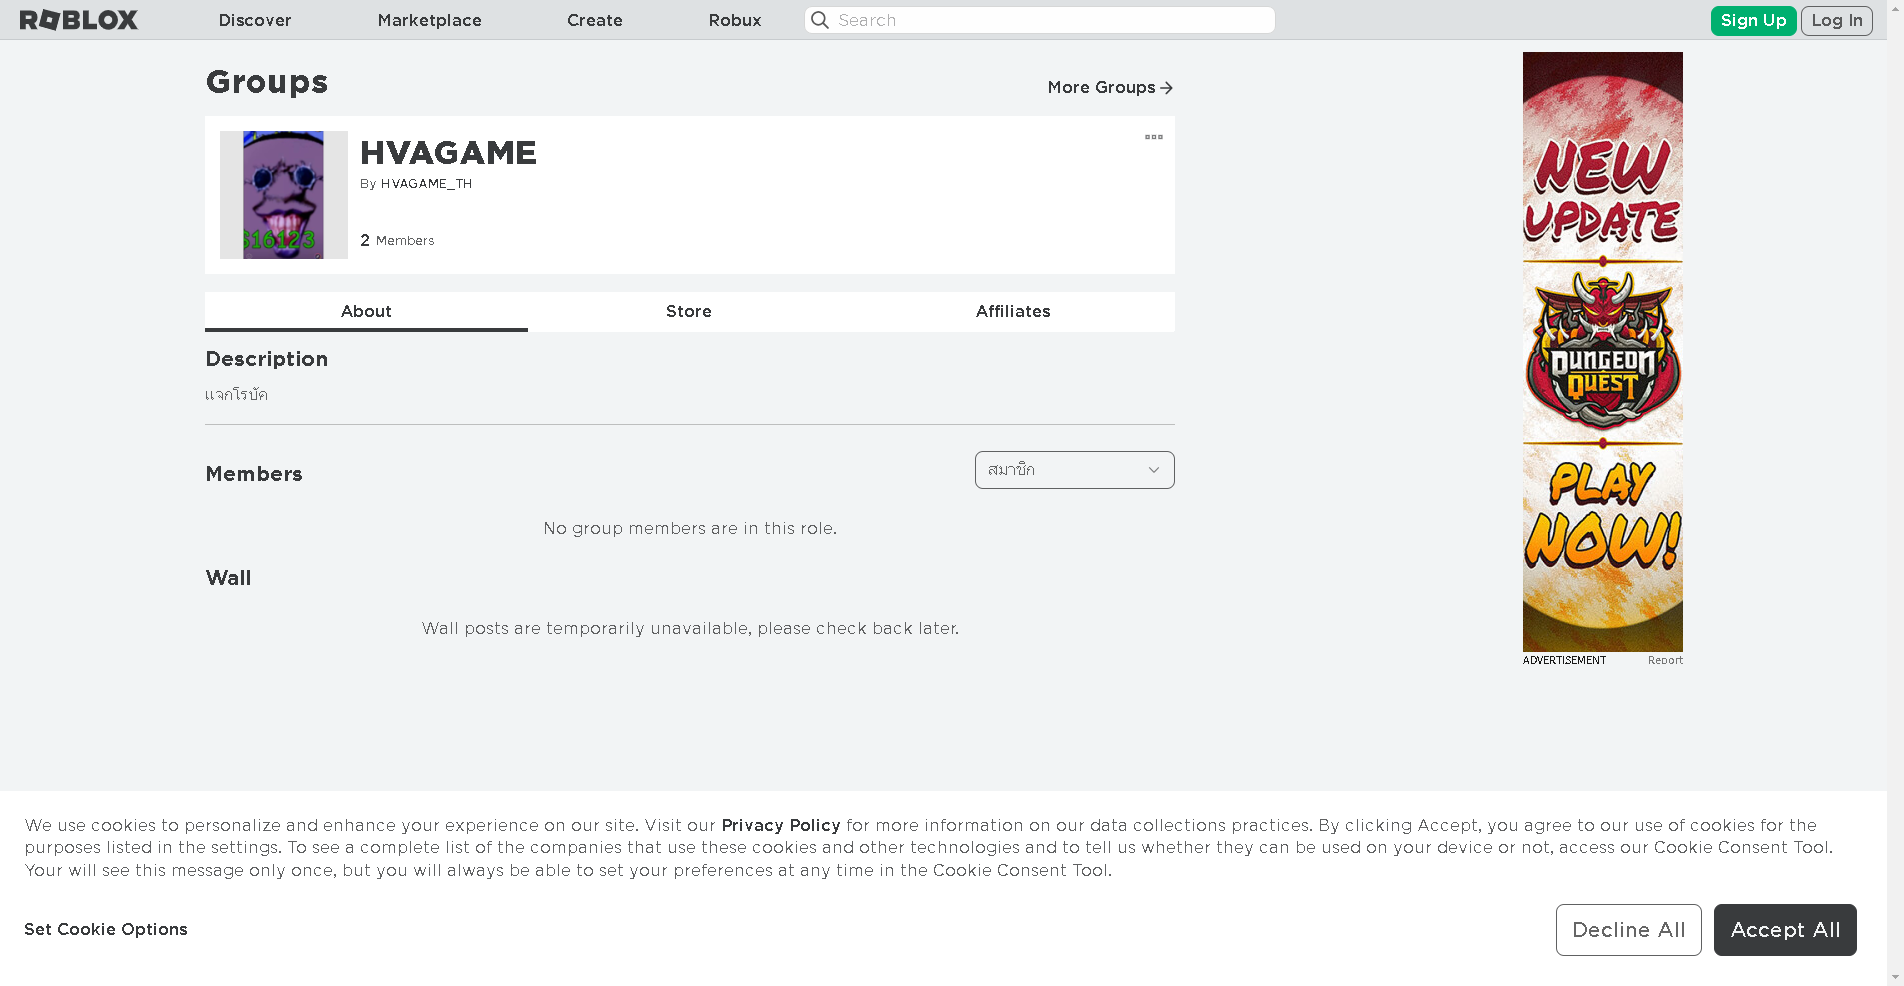 ROBLOX
Discover
Marketplace
Create
Robux
Search
Sign Up
Log In
Groups
More Groups
HVAGAME
By HVAGAME_TH
2 Members
$16123
About
Store
Affiliates
Description
แจกโรบัค
Members
สมาชิก
No group members are in this role.
Wall
Wall posts are temporarily unavailable, please check back later.
NEW
UPDATE
DUNGEON
QUEST
PLAY
NOW!
ADVERTISEMENT
Report
We use cookies to personalize and enhance your experience on our site. Visit our Privacy Policy for more information on our data collections practices. By clicking Accept, you agree to our use of cookies for the
purposes listed in the settings. To see a complete list of the companies that use these cookies and other technologies and to tell us whether they can be used on your device or not, access our Cookie Consent Tool.
Your will see this message only once, but you will always be able to set your preferences at any time in the Cookie Consent Tool.
Set Cookie Options
Decline All
Accept All